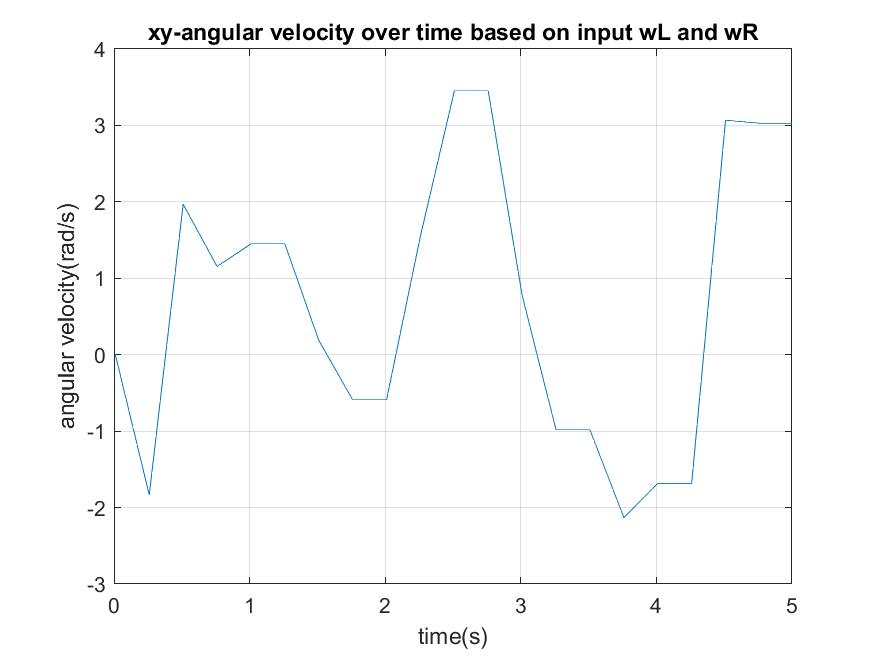 xy-angular velocity over time based on input wL and wR
4
3
2
1
0
-1
-2
-3
angular velocity(rad/s)
0 1 2 3 4 5
time(s)